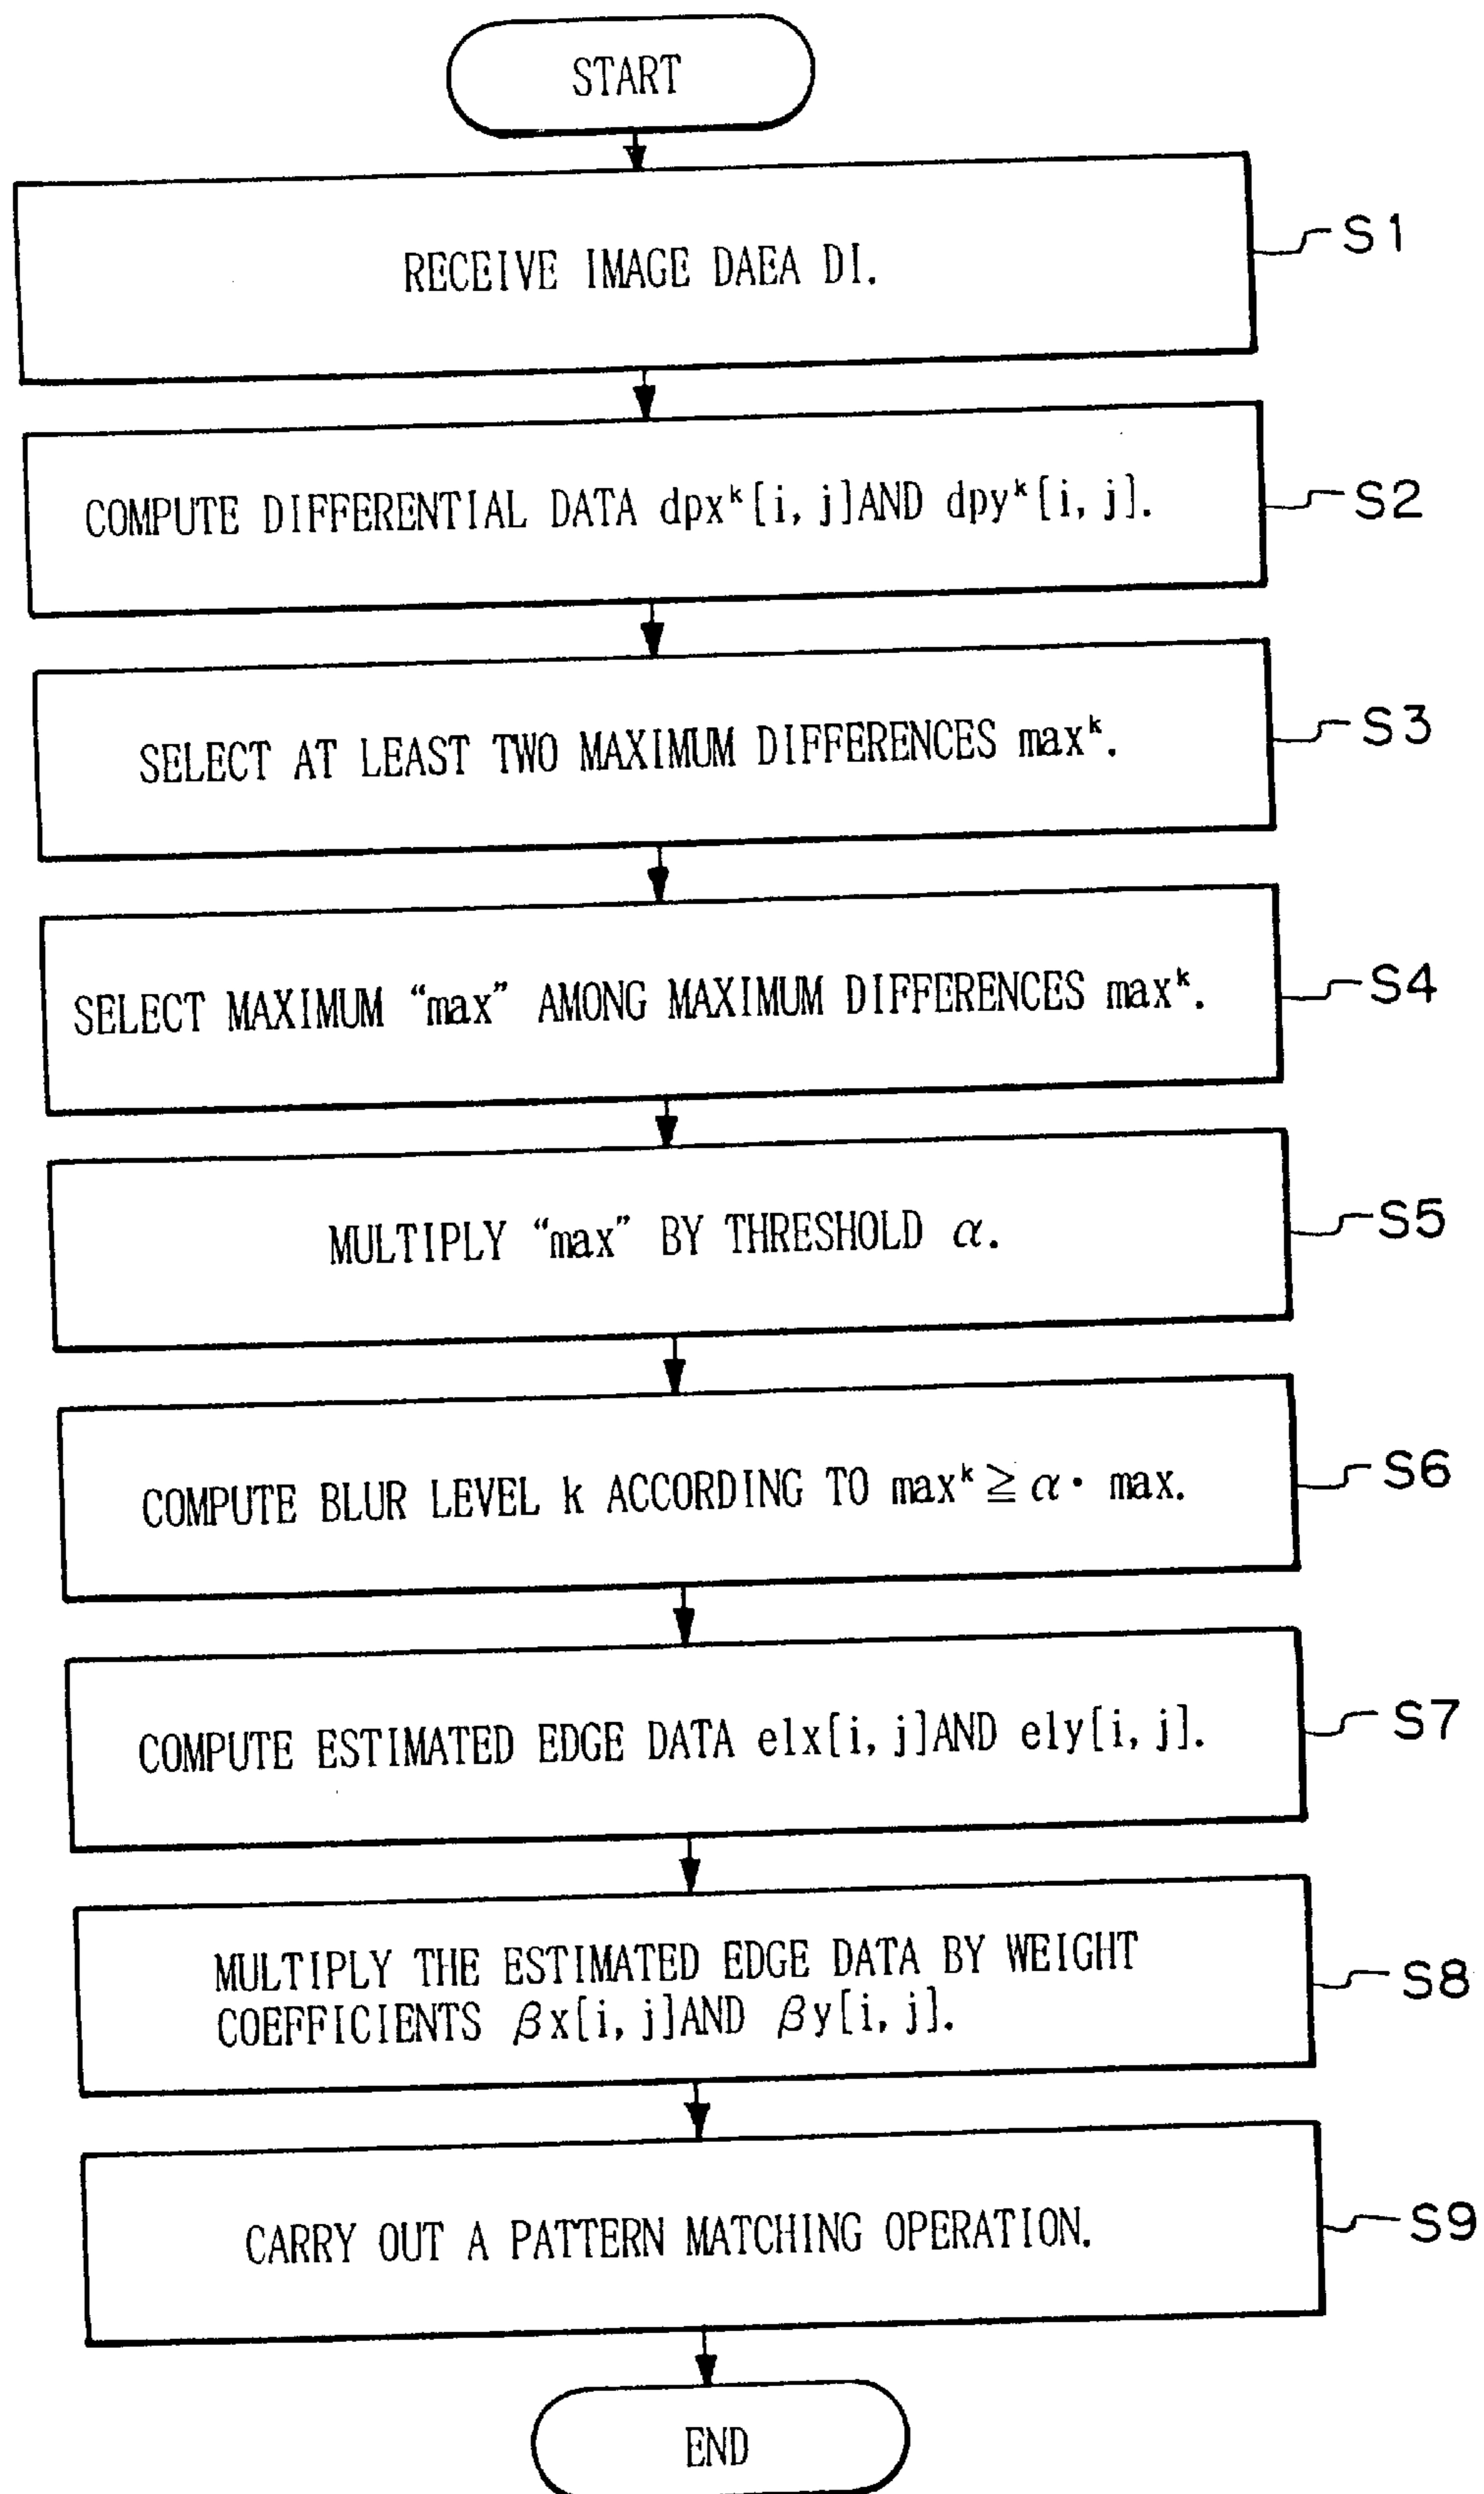 START
RECEIVE IMAGE DAEA DI.
S1
COMPUTE DIFFERENTIAL DATA dpxᵏ[i, j]AND dpyᵏ[i, j].
S2
SELECT AT LEAST TWO MAXIMUM DIFFERENCES maxᵏ.
S3
SELECT MAXIMUM “max” AMONG MAXIMUM DIFFERENCES maxᵏ.
S4
MULTIPLY “max” BY THRESHOLD α.
S5
COMPUTE BLUR LEVEL k ACCORDING TO maxᵏ ≧ α · max.
S6
COMPUTE ESTIMATED EDGE DATA elx[i, j]AND ely[i, j].
S7
MULTIPLY THE ESTIMATED EDGE DATA BY WEIGHT
COEFFICIENTS βx[i, j]AND βy[i, j].
S8
CARRY OUT A PATTERN MATCHING OPERATION.
S9
END